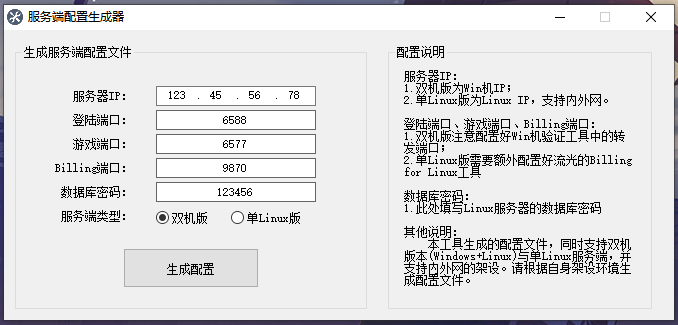 服务端配置生成器
生成服务端配置文件
服务器IP： 123 . 45 . 56 . 78
登陆端口： 6588
游戏端口： 6577
Billing端口： 9870
数据库密码： 123456
服务端类型： 双机版 单Linux版
生成配置
配置说明
服务器IP：
1.双机版为Win机IP；
2.单Linux版为Linux IP，支持内外网。
登陆端口、游戏端口、Billing端口：
1.双机版注意配置好Win机验证工具中的转
发端口；
2.单Linux版需要额外配置好流光的Billing
for Linux工具
数据库密码：
1.此处填写Linux服务器的数据库密码
其他说明：
本工具生成的配置文件，同时支持双机
版本(Windows+Linux)与单Linux服务端，并
支持内外网的架设。请根据自身架设环境生
成配置文件。